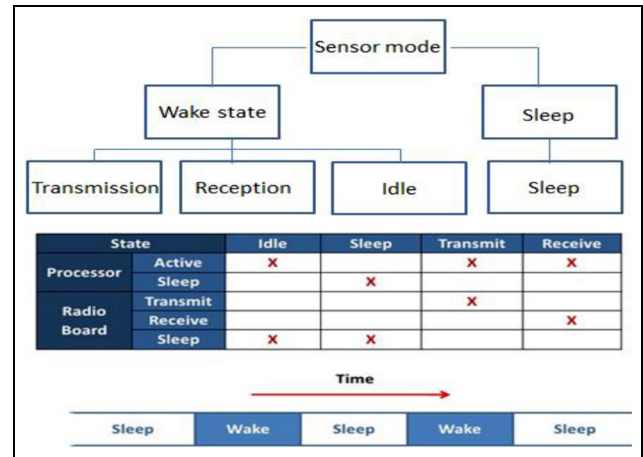 Sensor mode
Wake state
Sleep
Transmission
Reception
Idle
Sleep
State Idle Sleep Transmit Receive
Processor Active X X X
Sleep X
Radio Board Transmit X
Receive X
Sleep X X
Time
Sleep Wake Sleep Wake Sleep